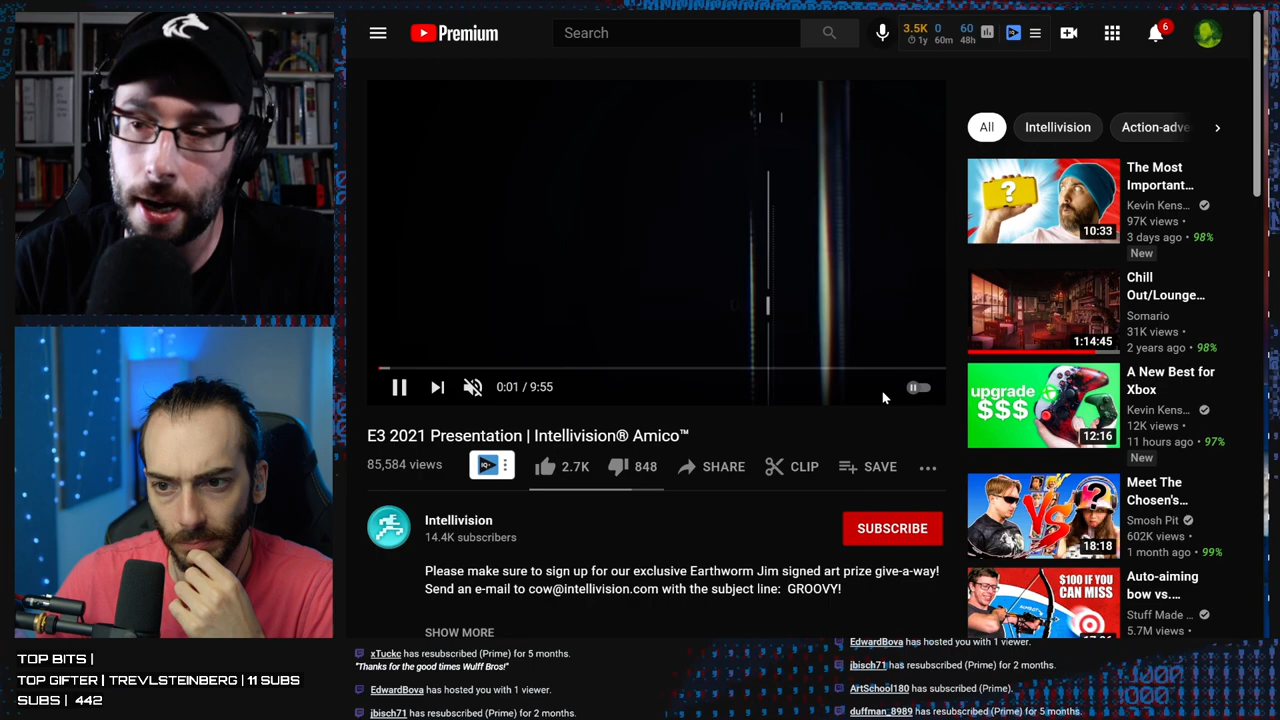 Premium
Search
3.5K 0 60
1y 60m 48h
6
All
Intellivision
Action-adve
The Most
Important...
Kevin Kens...
97K views •
3 days ago • 98%
New
?
10:33
Chill
Out/Lounge...
Somario
31K views •
2 years ago • 98%
1:14:45
A New Best for
Xbox
Kevin Kens...
12K views •
11 hours ago • 97%
New
upgrade
$$$
12:16
Meet The
Chosen's...
Smosh Pit
602K views •
1 month ago • 99%
VS
?
18:18
Auto-aiming
bow vs....
Stuff Made ...
5.7M views •
$100 IF YOU
CAN MISS
0:01 / 9:55
E3 2021 Presentation | Intellivision® Amico™
85,584 views
2.7K
848
SHARE
CLIP
SAVE
Intellivision
14.4K subscribers
SUBSCRIBE
Please make sure to sign up for our exclusive Earthworm Jim signed art prize give-a-way!
Send an e-mail to cow@intellivision.com with the subject line: GROOVY!
SHOW MORE
TOP BITS |
TOP GIFTER | TREVLSTEINBERG | 11 SUBS
SUBS | 442
xTuckc has resubscribed (Prime) for 5 months.
"Thanks for the good times Wulff Bros!"
EdwardBova has hosted you with 1 viewer.
jbisch71 has resubscribed (Prime) for 2 months.
EdwardBova has hosted you with 1 viewer.
jbisch71 has resubscribed (Prime) for 2 months.
ArtSchool180 has subscribed (Prime).
duffman_8989 has resubscribed (Prime) for 5 months.